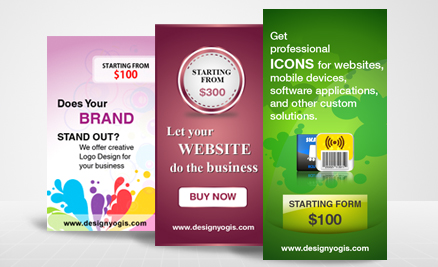 STARTING FROM
$100
Does Your
BRAND
STAND OUT?
We offer creative
Logo Design for
your business
www.designyogis.com
STARTING
FROM
$300
Let your
WEBSITE
do the business
BUY NOW
www.designyogis.com
Get
professional
ICONS for websites,
mobile devices,
software applications,
and other custom
solutions.
STARTING FORM
$100
www.designyogis.com